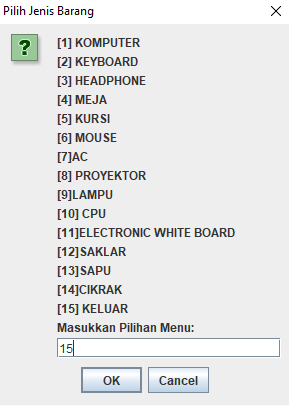 Pilih Jenis Barang
[1] KOMPUTER
[2] KEYBOARD
[3] HEADPHONE
[4] MEJA
[5] KURSI
[6] MOUSE
[7]AC
[8] PROYEKTOR
[9]LAMPU
[10] CPU
[11]ELECTRONIC WHITE BOARD
[12]SAKLAR
[13]SAPU
[14]CIKRAK
[15] KELUAR
Masukkan Pilihan Menu:
15
OK Cancel